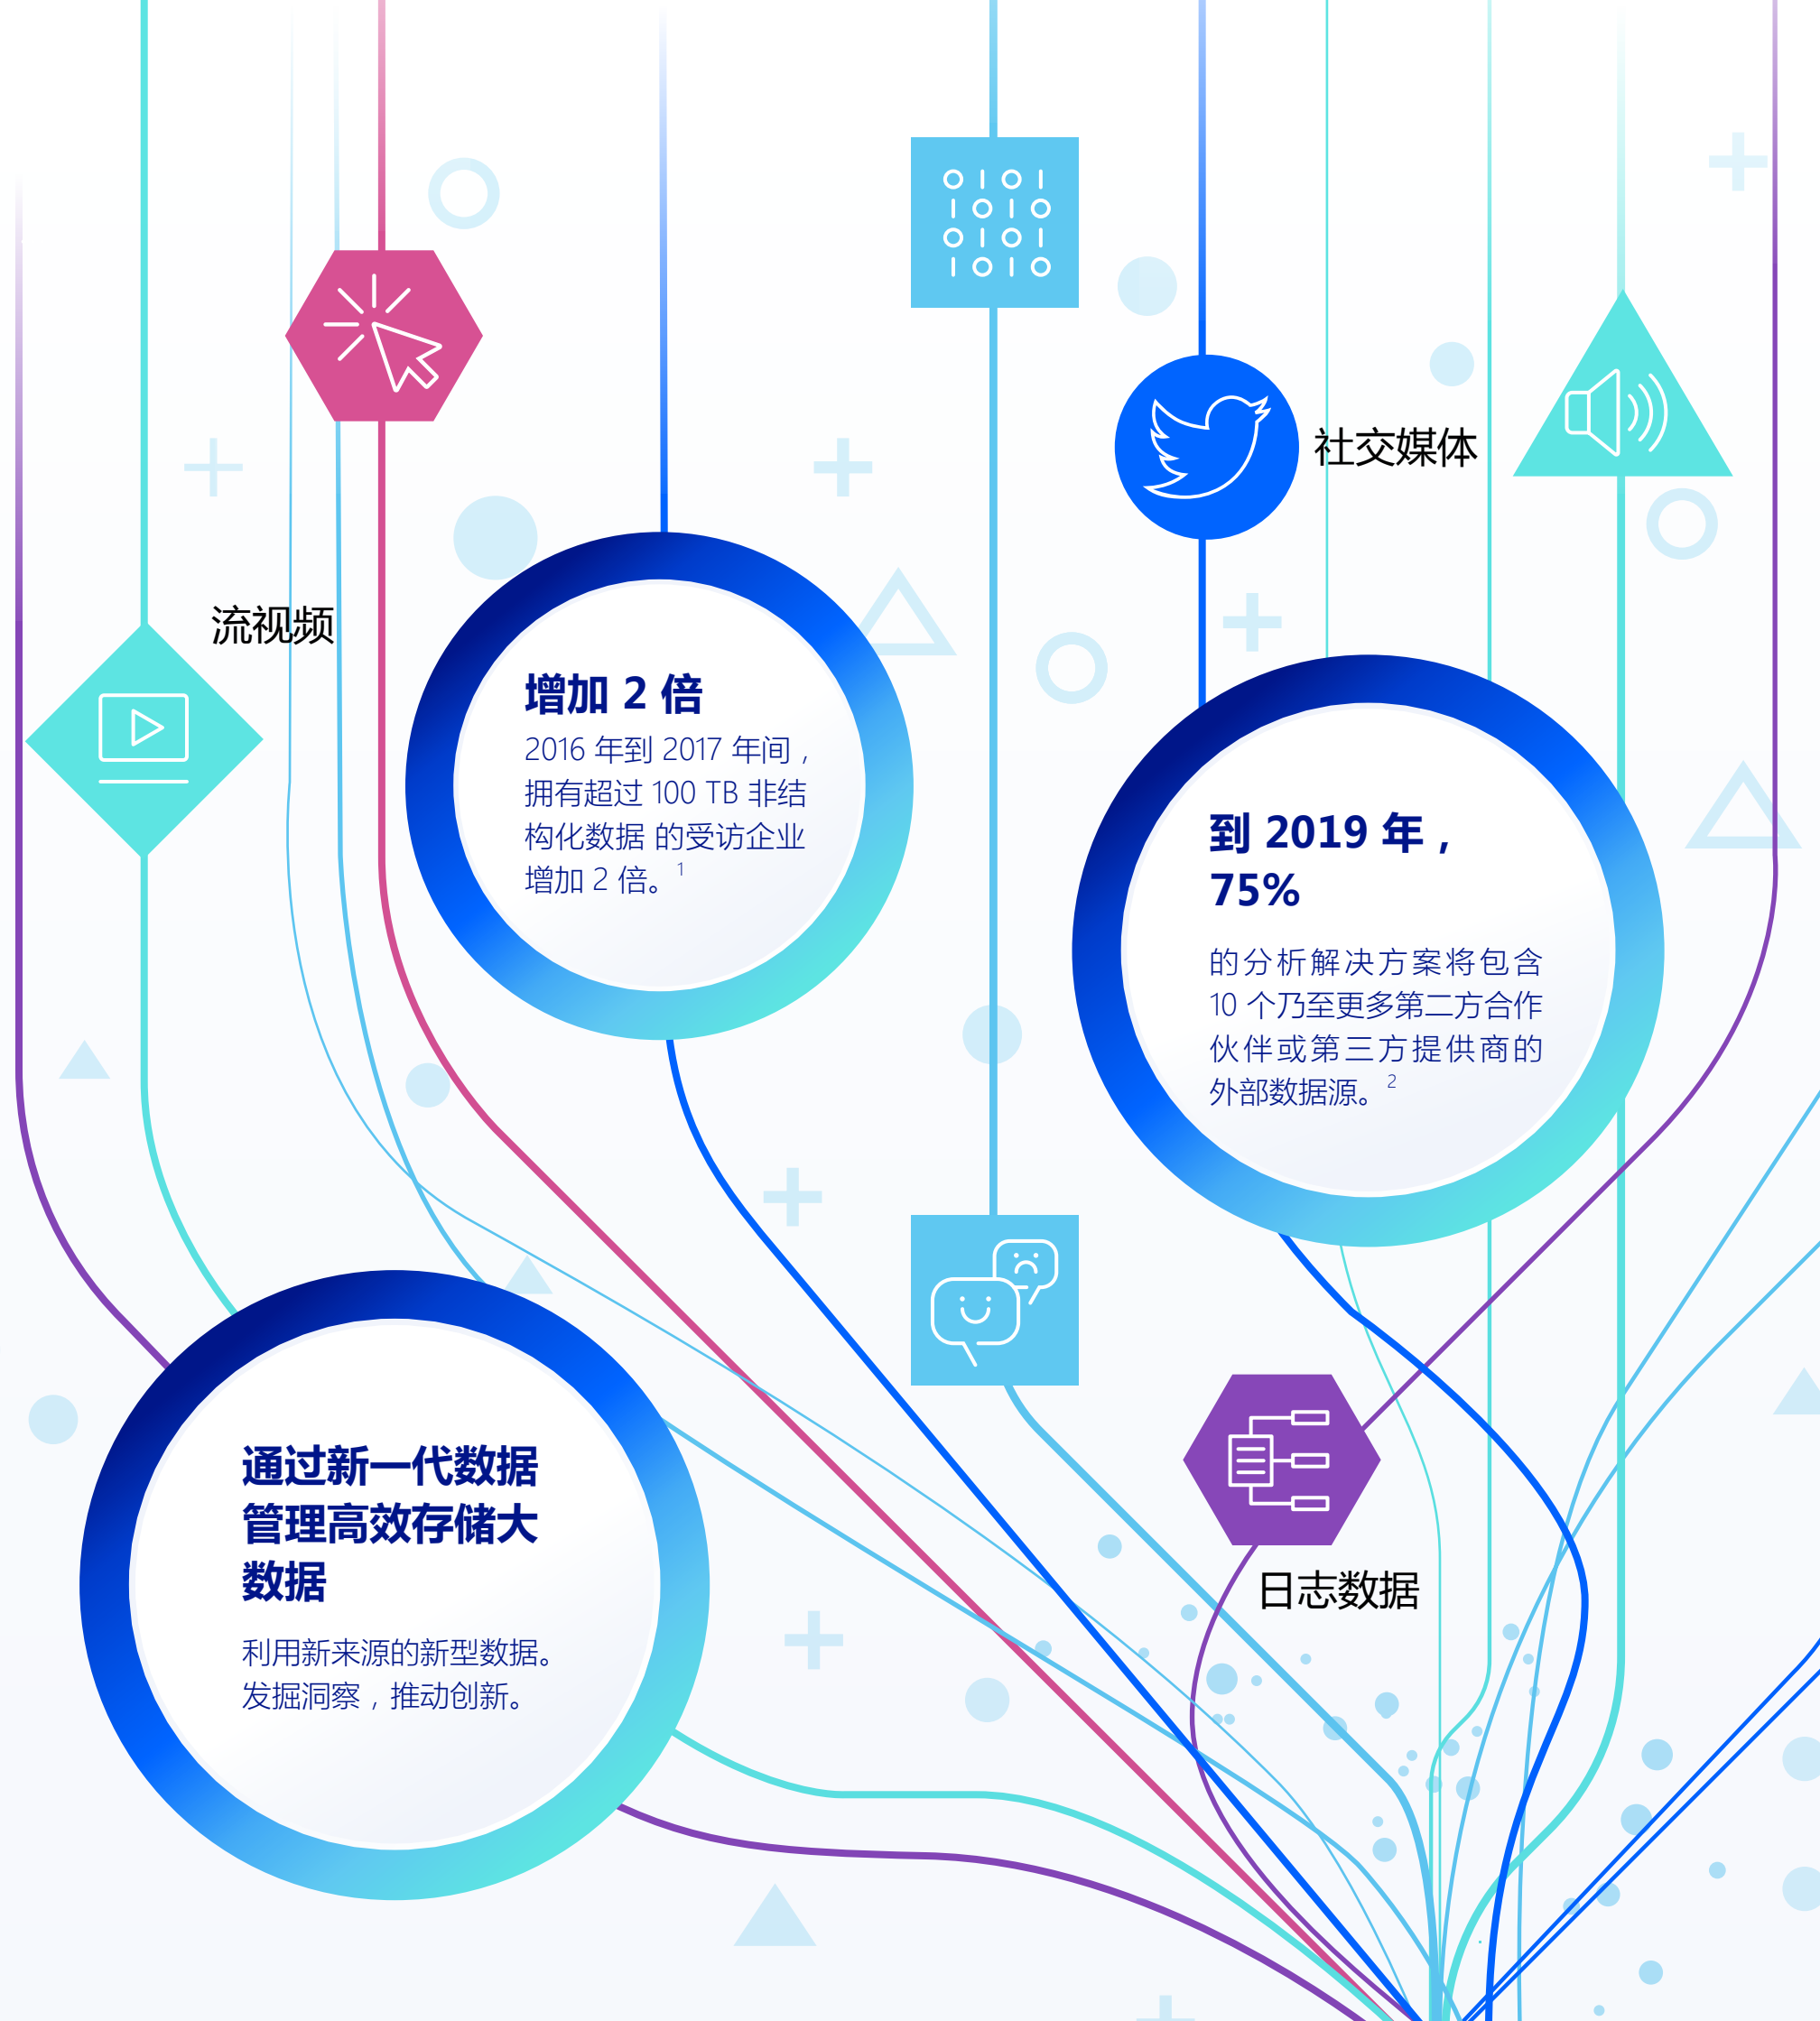 社交媒体
流视频
增加 2 倍
2016 年到 2017 年间，
拥有超过 100 TB 非结
构化数据 的受访企业
增加 2 倍。1
到 2019 年，
75%
的分析解决方案将包含
10 个乃至更多第二方合作
伙伴或第三方提供商的
外部数据源。2
通过新一代数据
管理高效存储大
数据
利用新来源的新型数据。
发掘洞察，推动创新。
日志数据